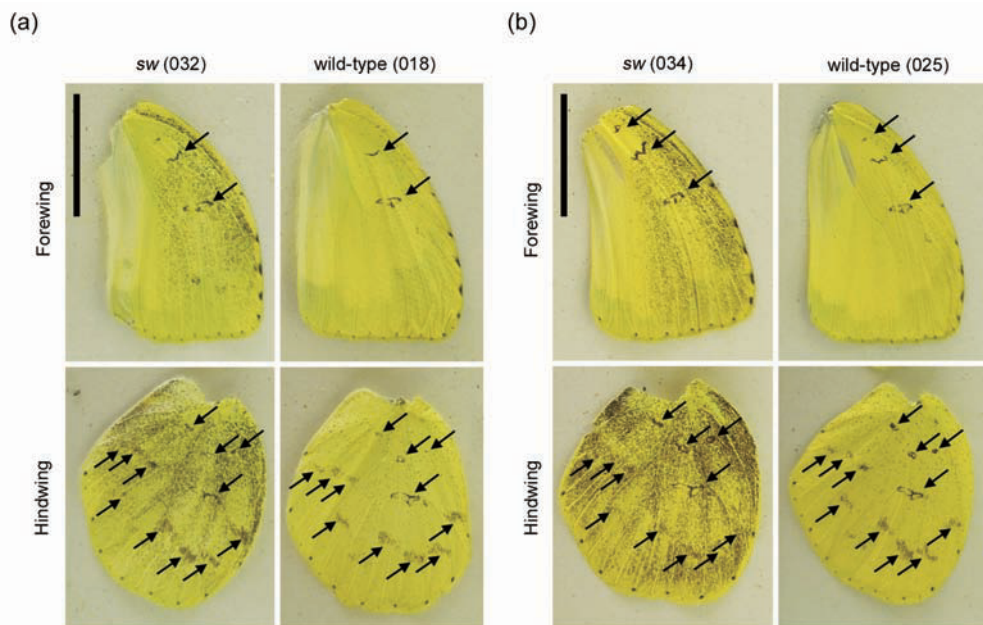 (a)
(b)
sw (032)
wild-type (018)
sw (034)
wild-type (025)
Forewing
Forewing
Hindwing
Hindwing